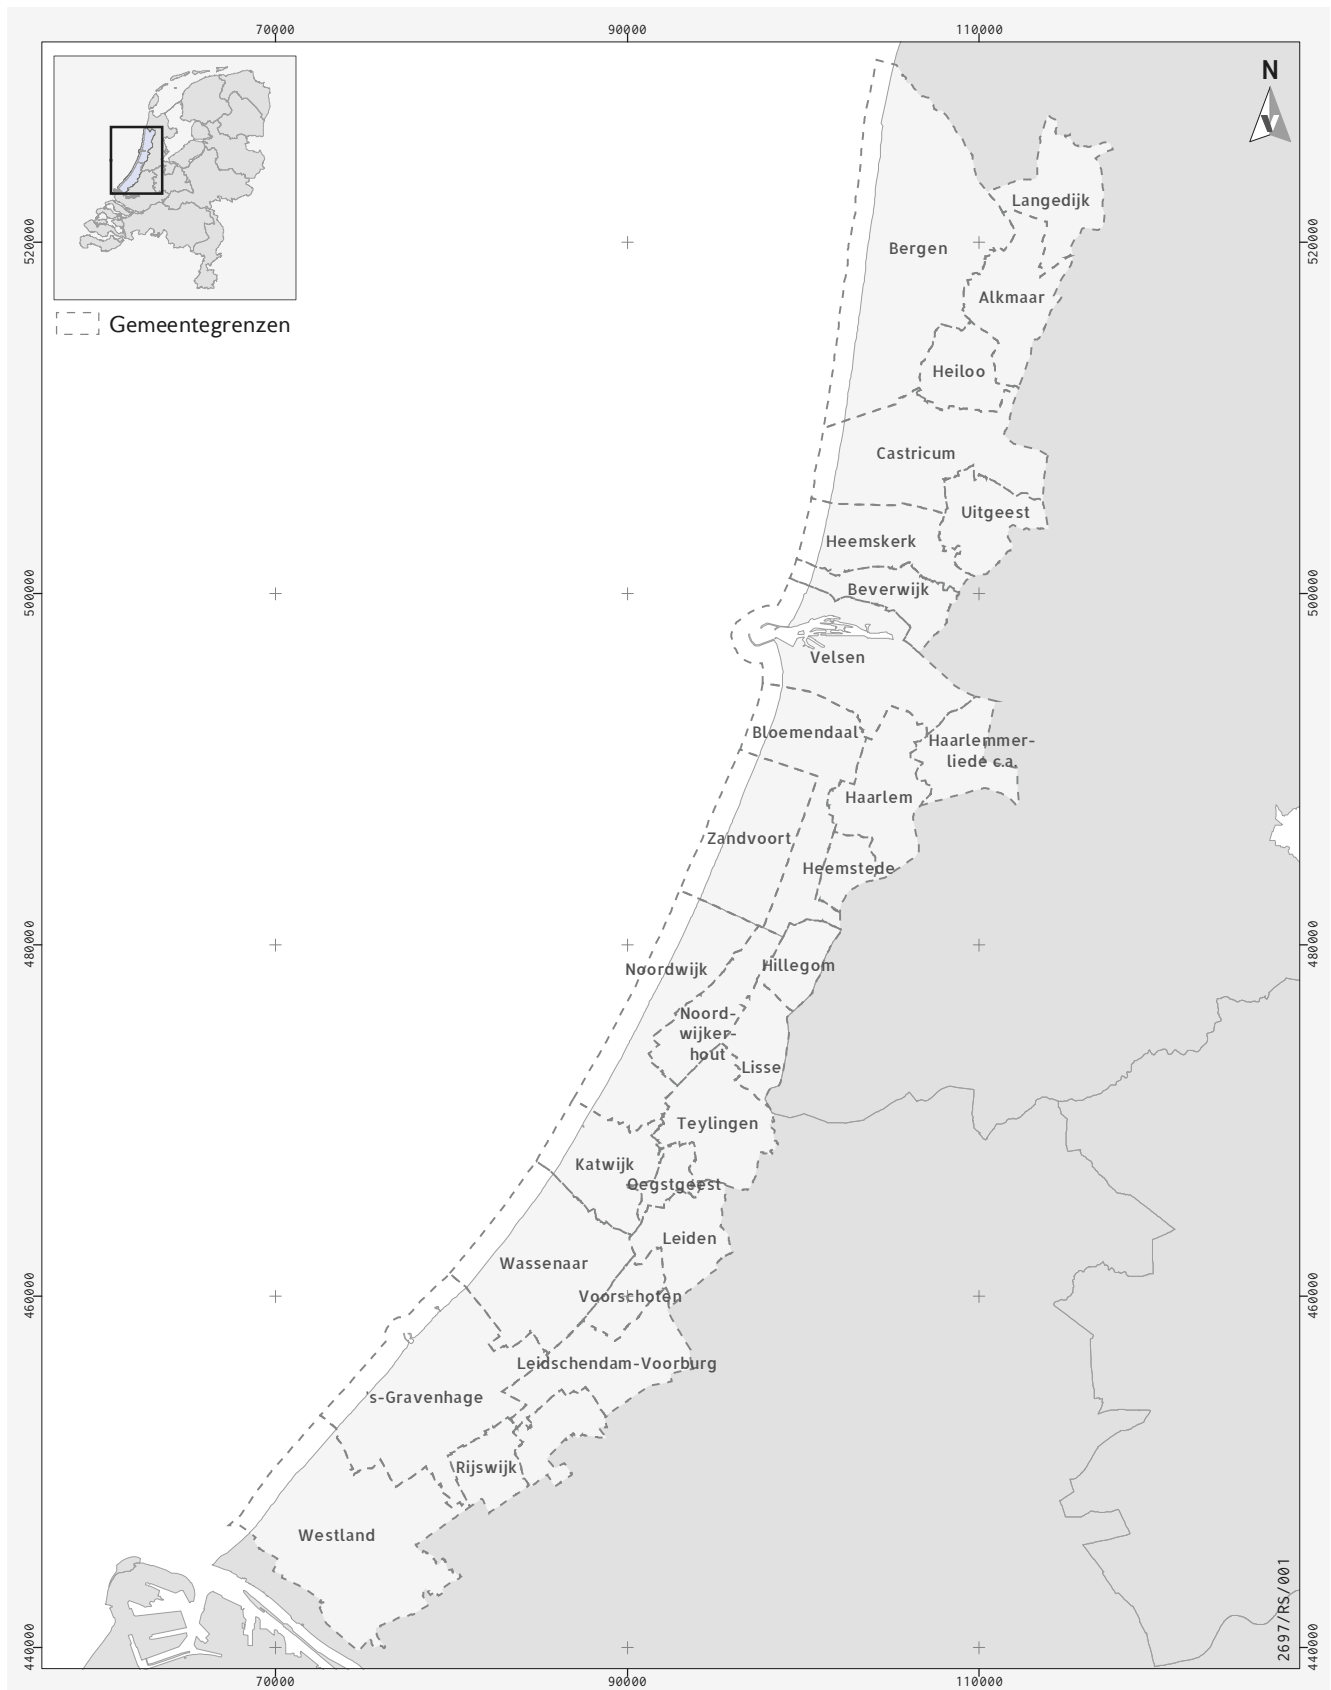 70000
90000
110000
N
Langedijk
520000
520000
Bergen
Alkmaar
Gemeentegrenzen
Heiloo
Castricum
Uitgeest
Heemskerk
500000
500000
Beverwijk
Velsen
Bloemendaal
Haarlemmer-
liede c.a.
Haarlem
Zandvoort
Heemstede
480000
480000
Noordwijk
Hillegom
Noord-
wijker-
hout
Lisse
Teylingen
Katwijk
Oegstgeest
Leiden
Wassenaar
460000
460000
Voorschoten
Leidschendam-Voorburg
's-Gravenhage
Rijswijk
Westland
2697/RS/001
440000
440000
70000
90000
110000